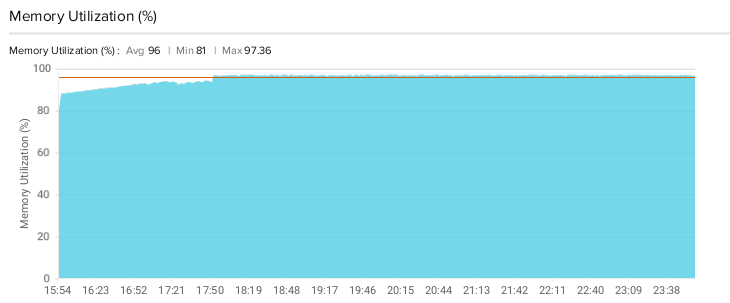 Memory Utilization (%)
Memory Utilization (%) : Avg 96 | Min 81 | Max 97.36
100
80
60
40
20
0
Memory Utilization (%)
15:54 16:23 16:52 17:21 17:50 18:19 18:48 19:17 19:46 20:15 20:44 21:13 21:42 22:11 22:40 23:09 23:38